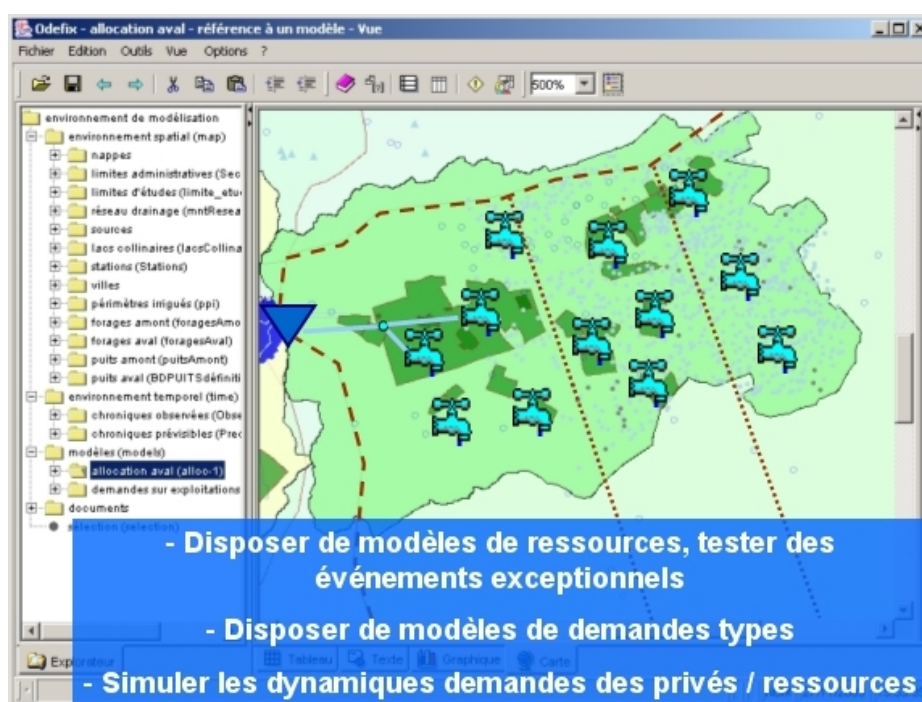 Odefix - allocation aval - référence à un modèle - Vue
Fichier Edition Outils Vue Options ?
500%
environnement de modélisation
environnement spatial (map)
nappes
limites administratives (Sec
limites d'études (limite_etu
réseau drainage (mntResea
sources
lacs collinaires (lacsCollina
stations (Stations)
villes
périmètres irrigués (ppi)
forages amont (foragesAmo
forages aval (foragesAval)
puits amont (puitsAmont)
puits aval (BDPUITSdéfiniti
environnement temporel (time)
chroniques observées (Obse
chroniques prévisibles (Prec
modèles (models)
allocation aval (alloc-1)
demandes sur exploitations
documents
sélection (selection)
- Disposer de modèles de ressources, tester des
événements exceptionnels
- Disposer de modèles de demandes types
Explorateur Tableau Texte Graphique Carte
- Simuler les dynamiques demandes des privés / ressources